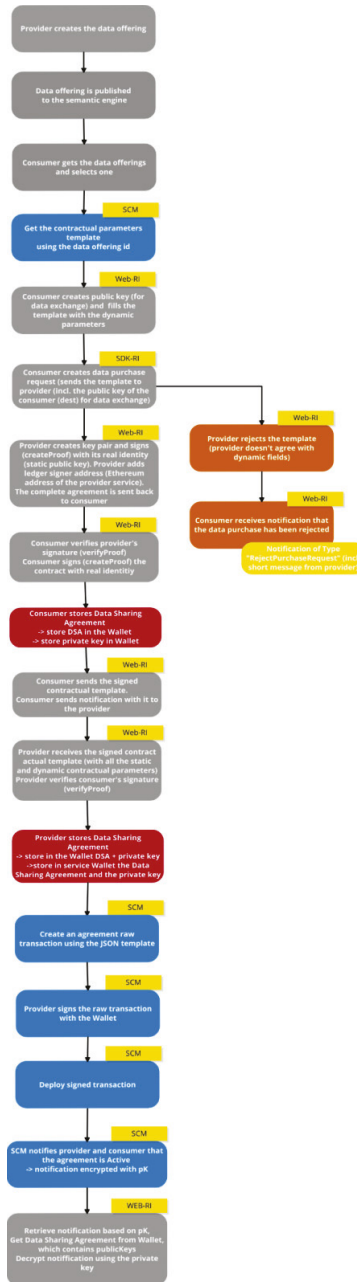 Provider creates the data offering
Data offering is published
to the semantic engine
Consumer gets the data offerings
and selects one
SCM
Get the contractual parameters
template
using the data offering id
Web-RI
Consumer creates public key (for
data exchange) and fills the
template with the dynamic
parameters
SDK-RI
Consumer creates data purchase
request (sends the template to
provider (incl. the public key of the
consumer (dest) for data exchange)
Web-RI
Provider rejects the template
(provider doesn't agree with
dynamic fields)
Web-RI
Consumer receives notification that
the data purchase has been rejected
Notification of Type
"RejectPurchaseRequest" (incl.
short message from provider)
Web-RI
Provider creates key pair and signs
(createProof) with its real identity
(static public key). Provider adds
ledger signer address (Ethereum
address of the provider service).
The complete agreement is sent back
to consumer
Web-RI
Consumer verifies provider's
signature (verifyProof)
Consumer signs (createProof) the
contract with real identitiy
Consumer stores Data Sharing
Agreement
-> store DSA in the Wallet
-> store private key in Wallet
Web-RI
Consumer sends the signed
contractual template.
Consumer sends notification with it to
the provider
Web-RI
Provider receives the signed contract
actual template (with all the static
and dynamic contractual parameters)
Provider verifies consumer's signature
(verifyProof)
Provider stores Data Sharing
Agreement
-> store in the Wallet DSA + private key
->store in service Wallet the Data
Sharing Agreement and the private key
SCM
Create an agreement raw
transaction using the JSON template
SCM
Provider signs the raw transaction
with the Wallet
SCM
Deploy signed transaction
SCM
SCM notifies provider and consumer that
the agreement is Active
-> notification encrypted with pK
WEB-RI
Retrieve notification based on pK,
Get Data Sharing Agreement from Wallet,
which contains publicKeys
Decrypt notiffication using the private
key